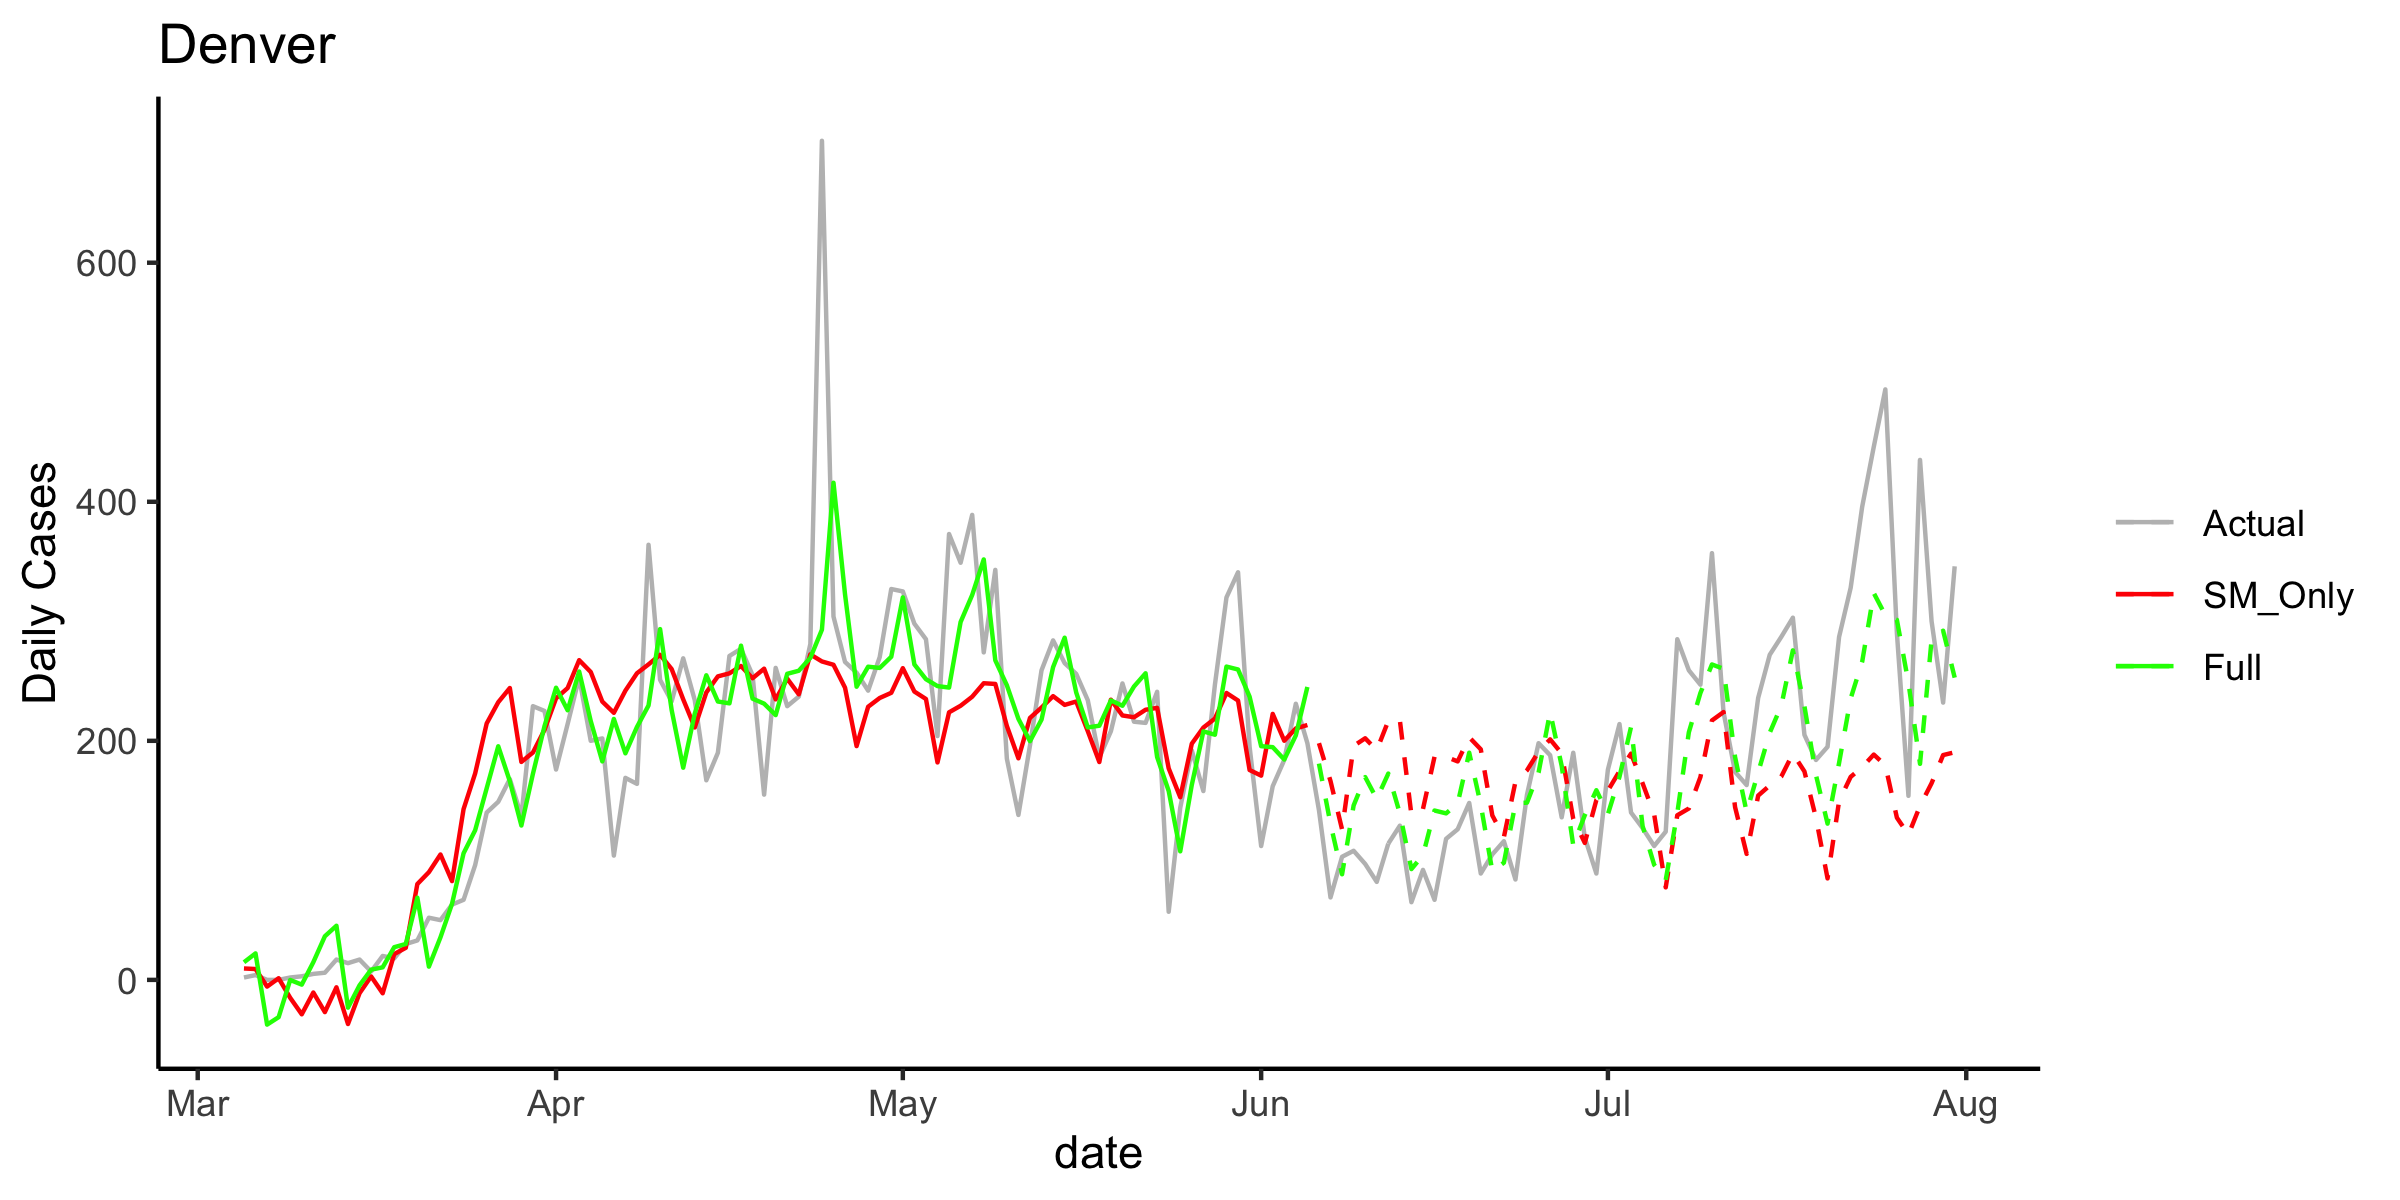 Denver
Daily Cases
600
400
200
0
Mar Apr May Jun Jul Aug
date
Actual
SM_Only
Full